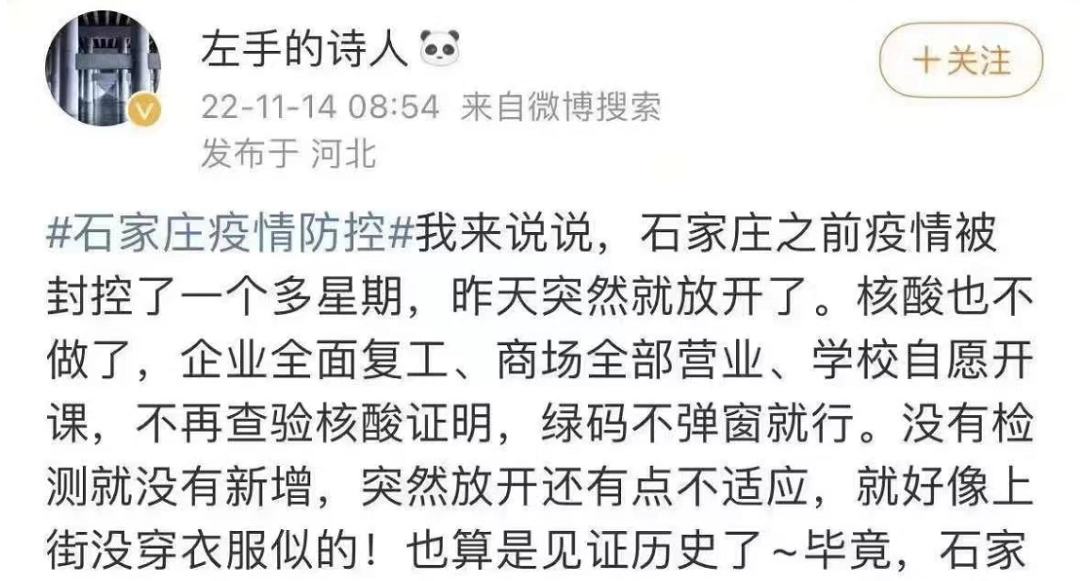 左手的诗人🐼
+关注
22-11-14 08:54 来自微博搜索
发布于 河北
#石家庄疫情防控#我来说说，石家庄之前疫情被
封控了一个多星期，昨天突然就放开了。核酸也不
做了，企业全面复工、商场全部营业、学校自愿开
课，不再查验核酸证明，绿码不弹窗就行。没有检
测就没有新增，突然放开还有点不适应，就好像上
街没穿衣服似的！也算是见证历史了~毕竟，石家